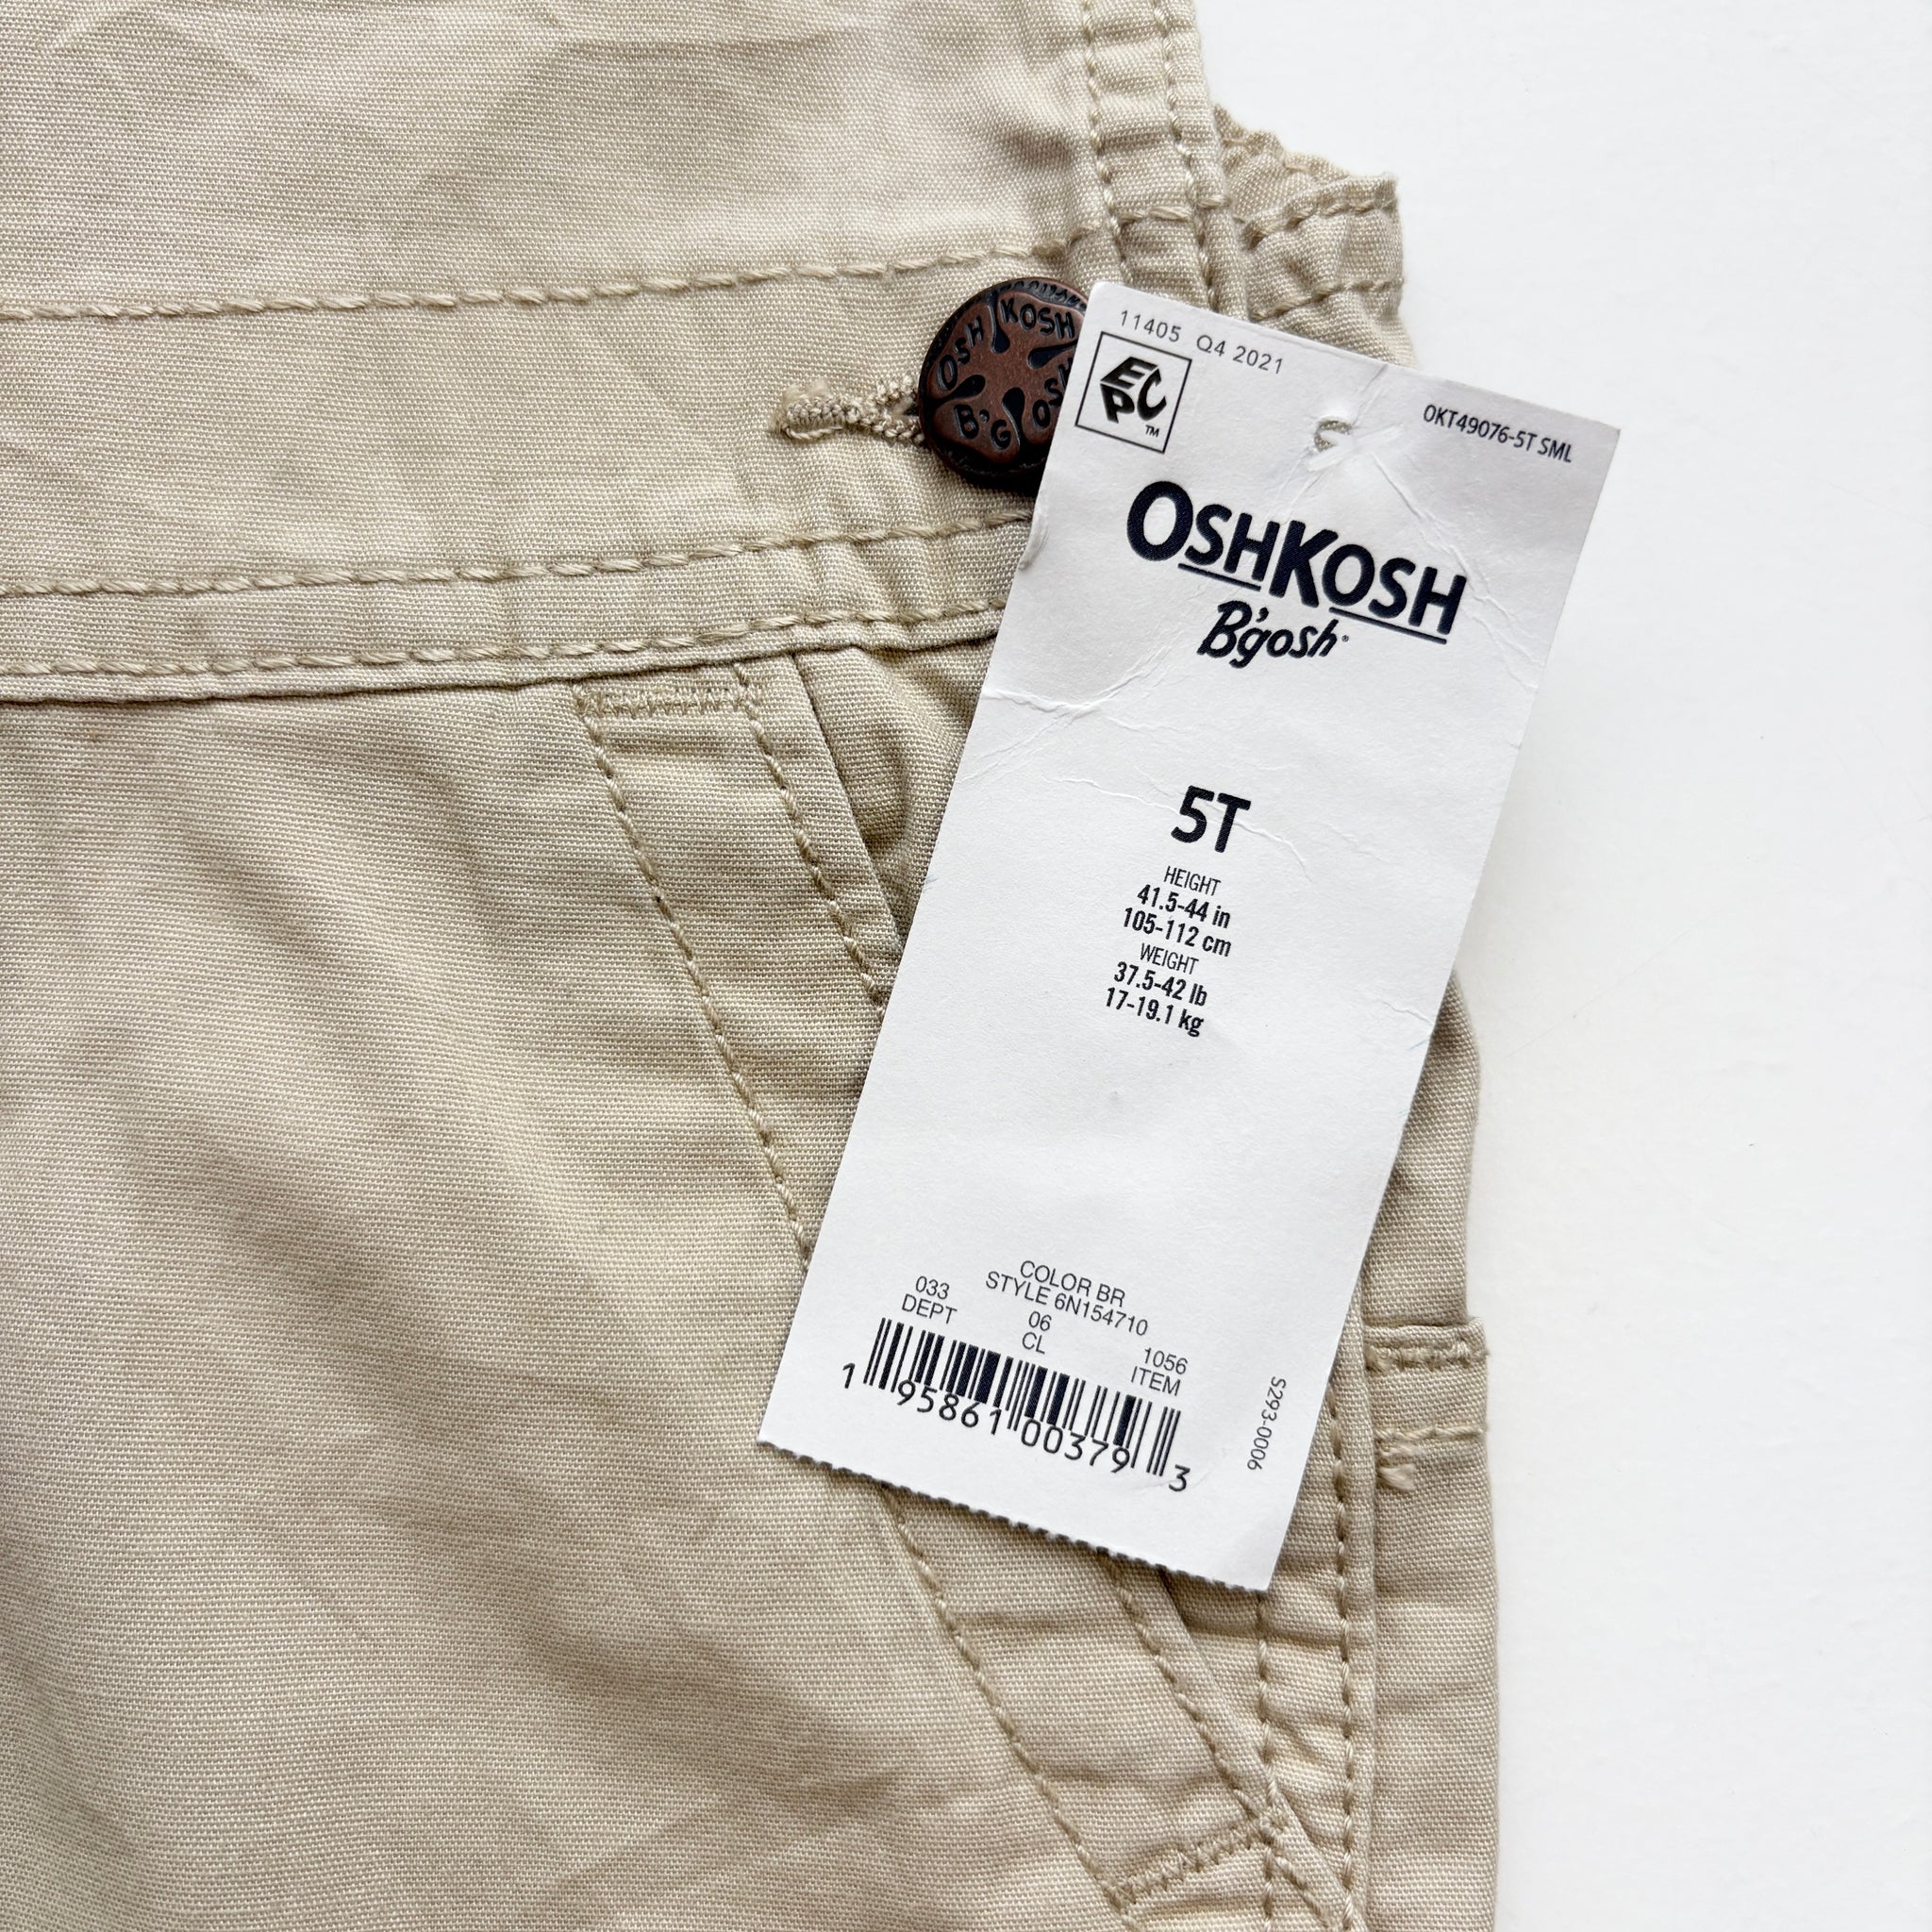 OSH KOSH
B'GOSH
11405 Q4 2021
EPC™
OKT49076-5T SML
OSHKOSH
B'gosh
5T
HEIGHT
41.5-44 in
105-112 cm
WEIGHT
37.5-42 lb
17-19.1 kg
COLOR BR
STYLE 6N154710
033 06 1056
DEPT CL ITEM
1 95861 00379 3
S293-0006